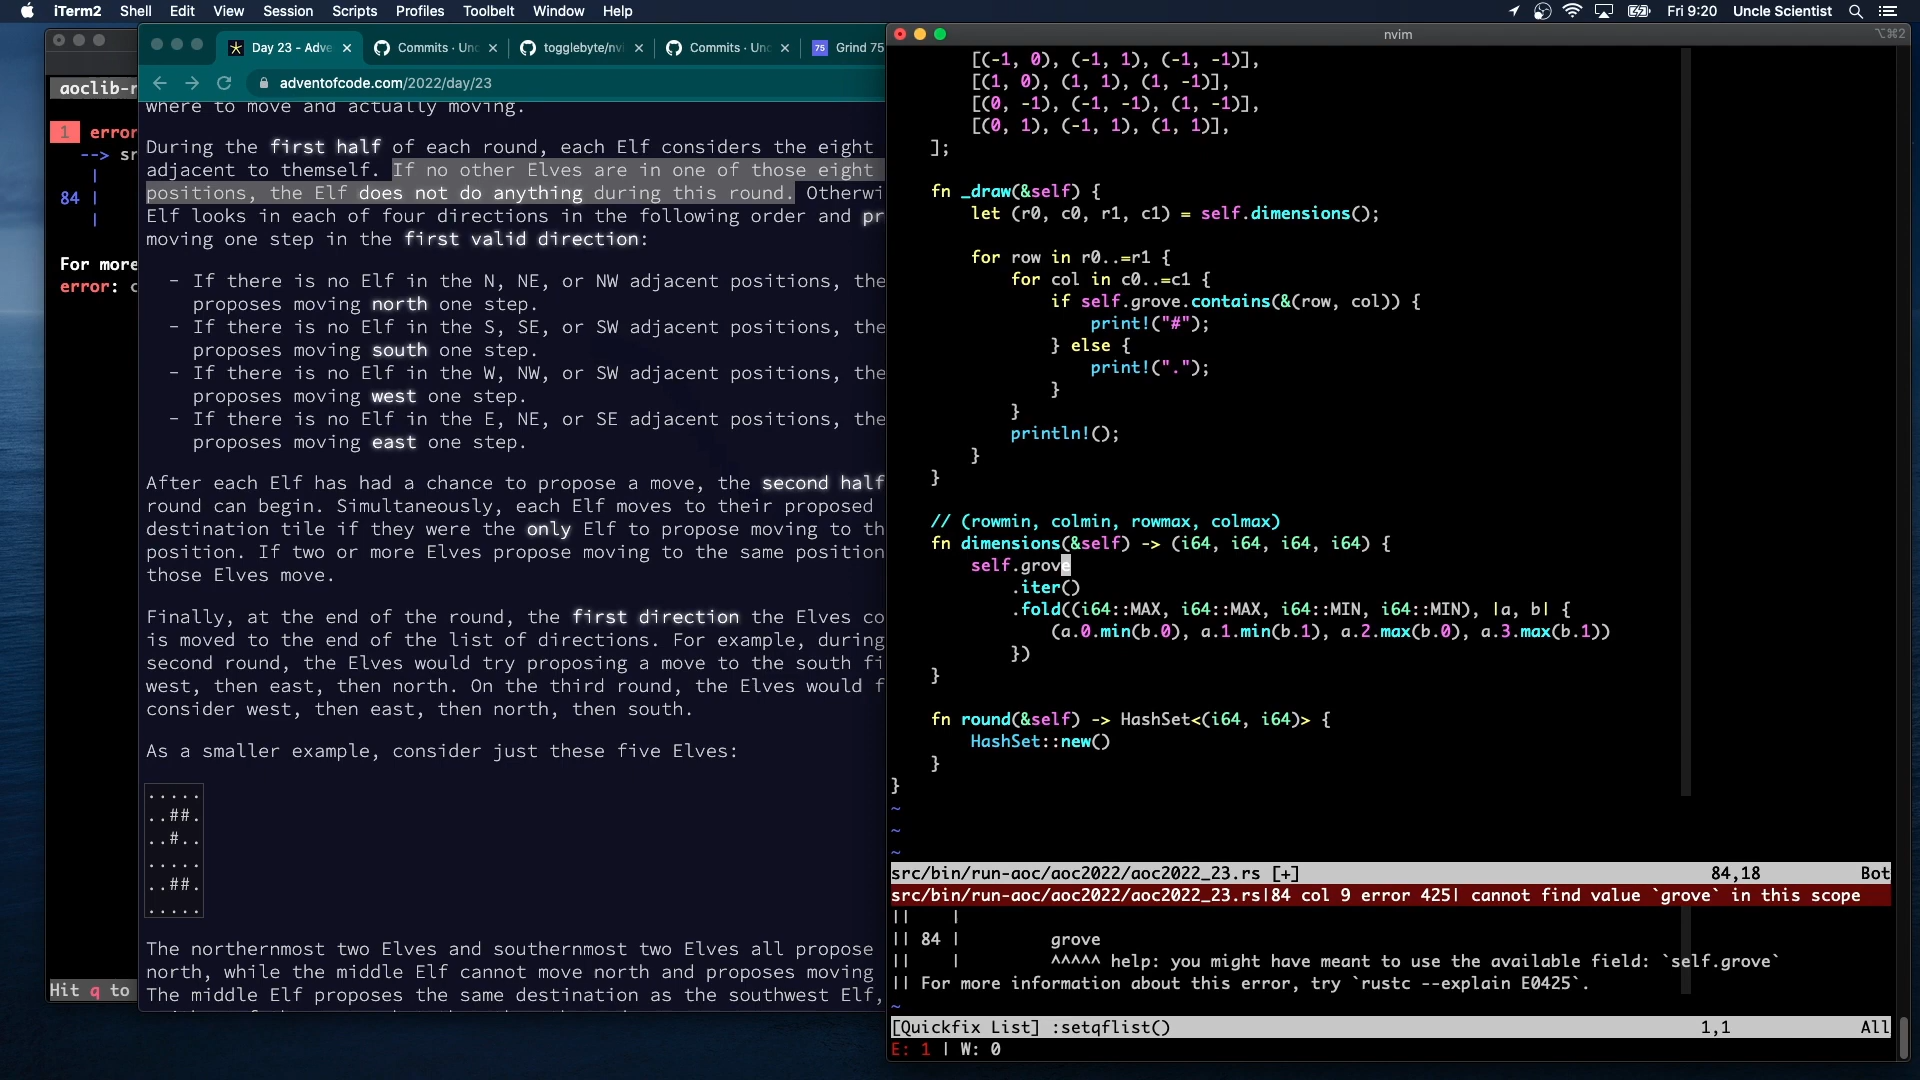 iTerm2 Shell Edit View Session Scripts Profiles Toolbelt Window Help Fri 9:20 Uncle Scientist
Day 23 - Adve Commits · Unc togglebyte/nvi Commits · Unc 75 Grind 75
adventofcode.com/2022/day/23
aoclib-r
1 error
--> sr
|
84 |
|
For more
error: c
Hit q to
where to move and actually moving.
During the first half of each round, each Elf considers the eight
adjacent to themself. If no other Elves are in one of those eight
positions, the Elf does not do anything during this round. Otherwi
Elf looks in each of four directions in the following order and pr
moving one step in the first valid direction:
- If there is no Elf in the N, NE, or NW adjacent positions, the
proposes moving north one step.
- If there is no Elf in the S, SE, or SW adjacent positions, the
proposes moving south one step.
- If there is no Elf in the W, NW, or SW adjacent positions, the
proposes moving west one step.
- If there is no Elf in the E, NE, or SE adjacent positions, the
proposes moving east one step.
After each Elf has had a chance to propose a move, the second half
round can begin. Simultaneously, each Elf moves to their proposed
destination tile if they were the only Elf to propose moving to th
position. If two or more Elves propose moving to the same position
those Elves move.
Finally, at the end of the round, the first direction the Elves co
is moved to the end of the list of directions. For example, during
second round, the Elves would try proposing a move to the south fi
west, then east, then north. On the third round, the Elves would f
consider west, then east, then north, then south.
As a smaller example, consider just these five Elves:
.....
..##.
..#..
.....
..##.
.....
The northernmost two Elves and southernmost two Elves all propose
north, while the middle Elf cannot move north and proposes moving
The middle Elf proposes the same destination as the southwest Elf,
nvim
⌥⌘2
[(-1, 0), (-1, 1), (-1, -1)],
[(1, 0), (1, 1), (1, -1)],
[(0, -1), (-1, -1), (1, -1)],
[(0, 1), (-1, 1), (1, 1)],
];
fn _draw(&self) {
let (r0, c0, r1, c1) = self.dimensions();
for row in r0..=r1 {
for col in c0..=c1 {
if self.grove.contains(&(row, col)) {
print!("#");
} else {
print!(".");
}
}
println!();
}
}
// (rowmin, colmin, rowmax, colmax)
fn dimensions(&self) -> (i64, i64, i64, i64) {
self.grove
.iter()
.fold((i64::MAX, i64::MAX, i64::MIN, i64::MIN), |a, b| {
(a.0.min(b.0), a.1.min(b.1), a.2.max(b.0), a.3.max(b.1))
})
}
fn round(&self) -> HashSet<(i64, i64)> {
HashSet::new()
}
}
~
~
~
src/bin/run-aoc/aoc2022/aoc2022_23.rs [+] 84,18 Bot
src/bin/run-aoc/aoc2022/aoc2022_23.rs|84 col 9 error 425| cannot find value `grove` in this scope
|| |
|| 84 | grove
|| | ^^^^^ help: you might have meant to use the available field: `self.grove`
|| For more information about this error, try `rustc --explain E0425`.
~
[Quickfix List] :setqflist() 1,1 All
E: 1 | W: 0